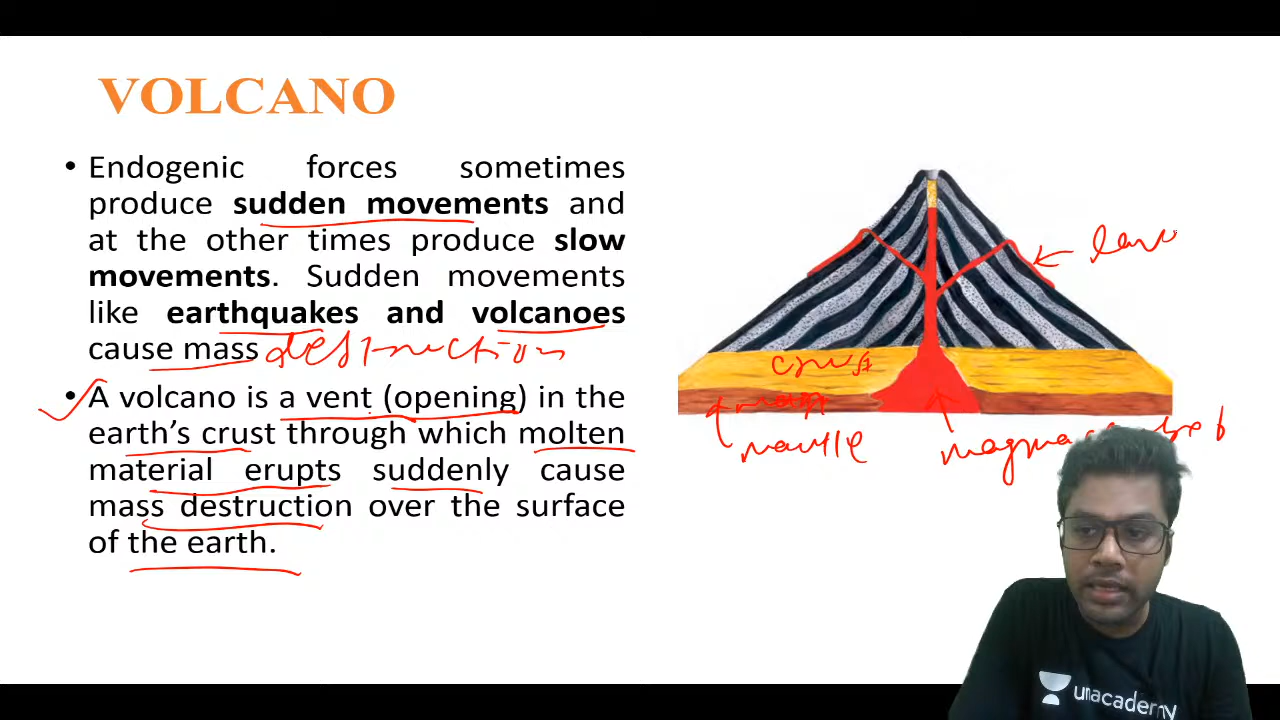 VOLCANO
• Endogenic forces sometimes
produce sudden movements and
at the other times produce slow
movements. Sudden movements
like earthquakes and volcanoes
cause mass destruction
• A volcano is a vent (opening) in the
earth's crust through which molten
material erupts suddenly cause
mass destruction over the surface
of the earth.
crust
mantle
magma
unacademy